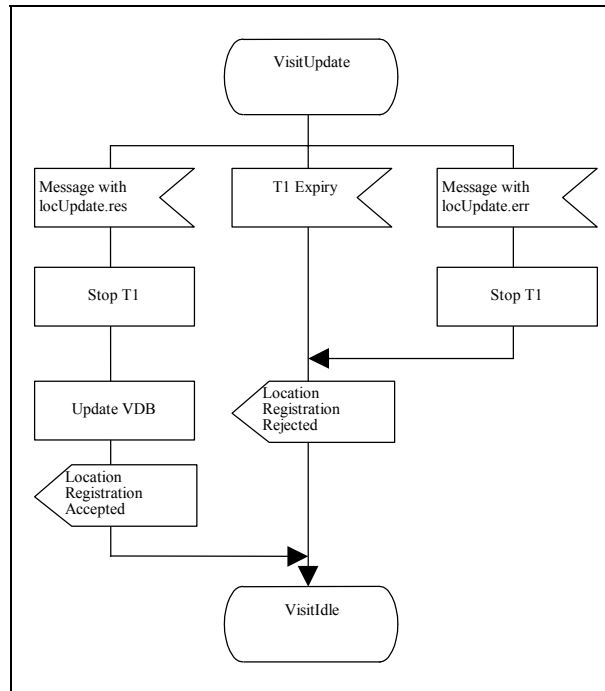 VisitUpdate
Message with
locUpdate.res
T1 Expiry
Message with
locUpdate.err
Stop T1
Stop T1
Update VDB
Location
Registration
Rejected
Location
Registration
Accepted
VisitIdle